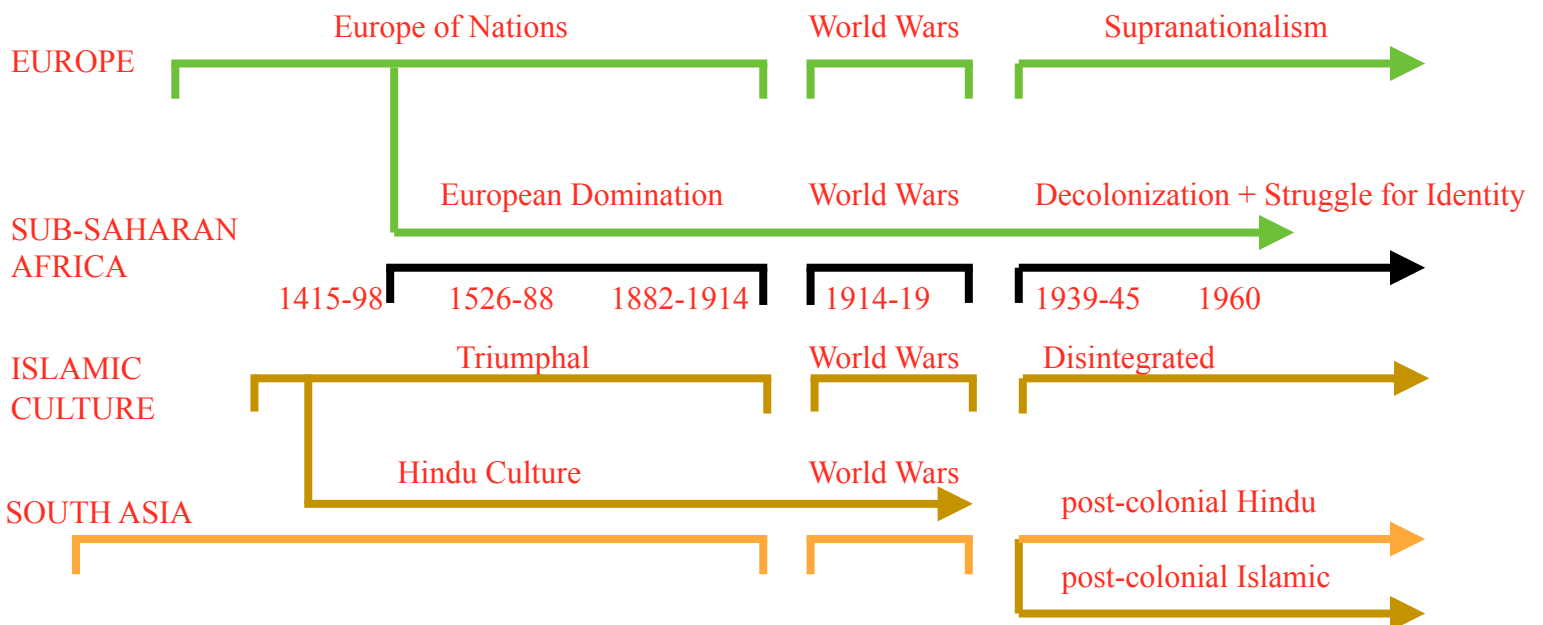 Europe of Nations World Wars Supranationalism
EUROPE
European Domination World Wars Decolonization + Struggle for Identity
SUB-SAHARAN
AFRICA
1415-98 1526-88 1882-1914 1914-19 1939-45 1960
Triumphal World Wars Disintegrated
ISLAMIC
CULTURE
Hindu Culture World Wars
post-colonial Hindu
SOUTH ASIA
post-colonial Islamic